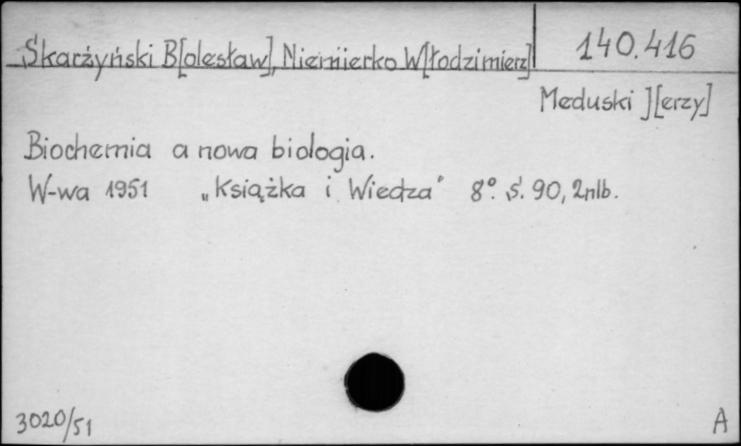 Skarżyński B[olesław], Niemierko W[łodzimierz]
140.416
Meduski J[erzy]
Biochemia a nowa biologia.
W-wa 1951 „Książka i Wiedza" 8° s. 90, 2nlb.
3020/51
A